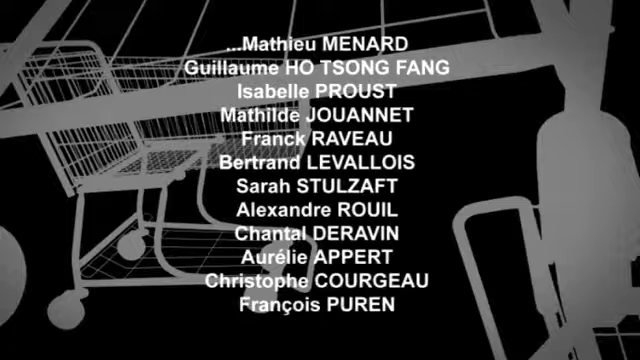 ...Mathieu MENARD
Guillaume HO TSONG FANG
Isabelle PROUST
Mathilde JOUANNET
Franck RAVEAU
Bertrand LEVALLOIS
Sarah STULZAFT
Alexandre ROUIL
Chantal DERAVIN
Aurélie APPERT
Christophe COURGEAU
François PUREN